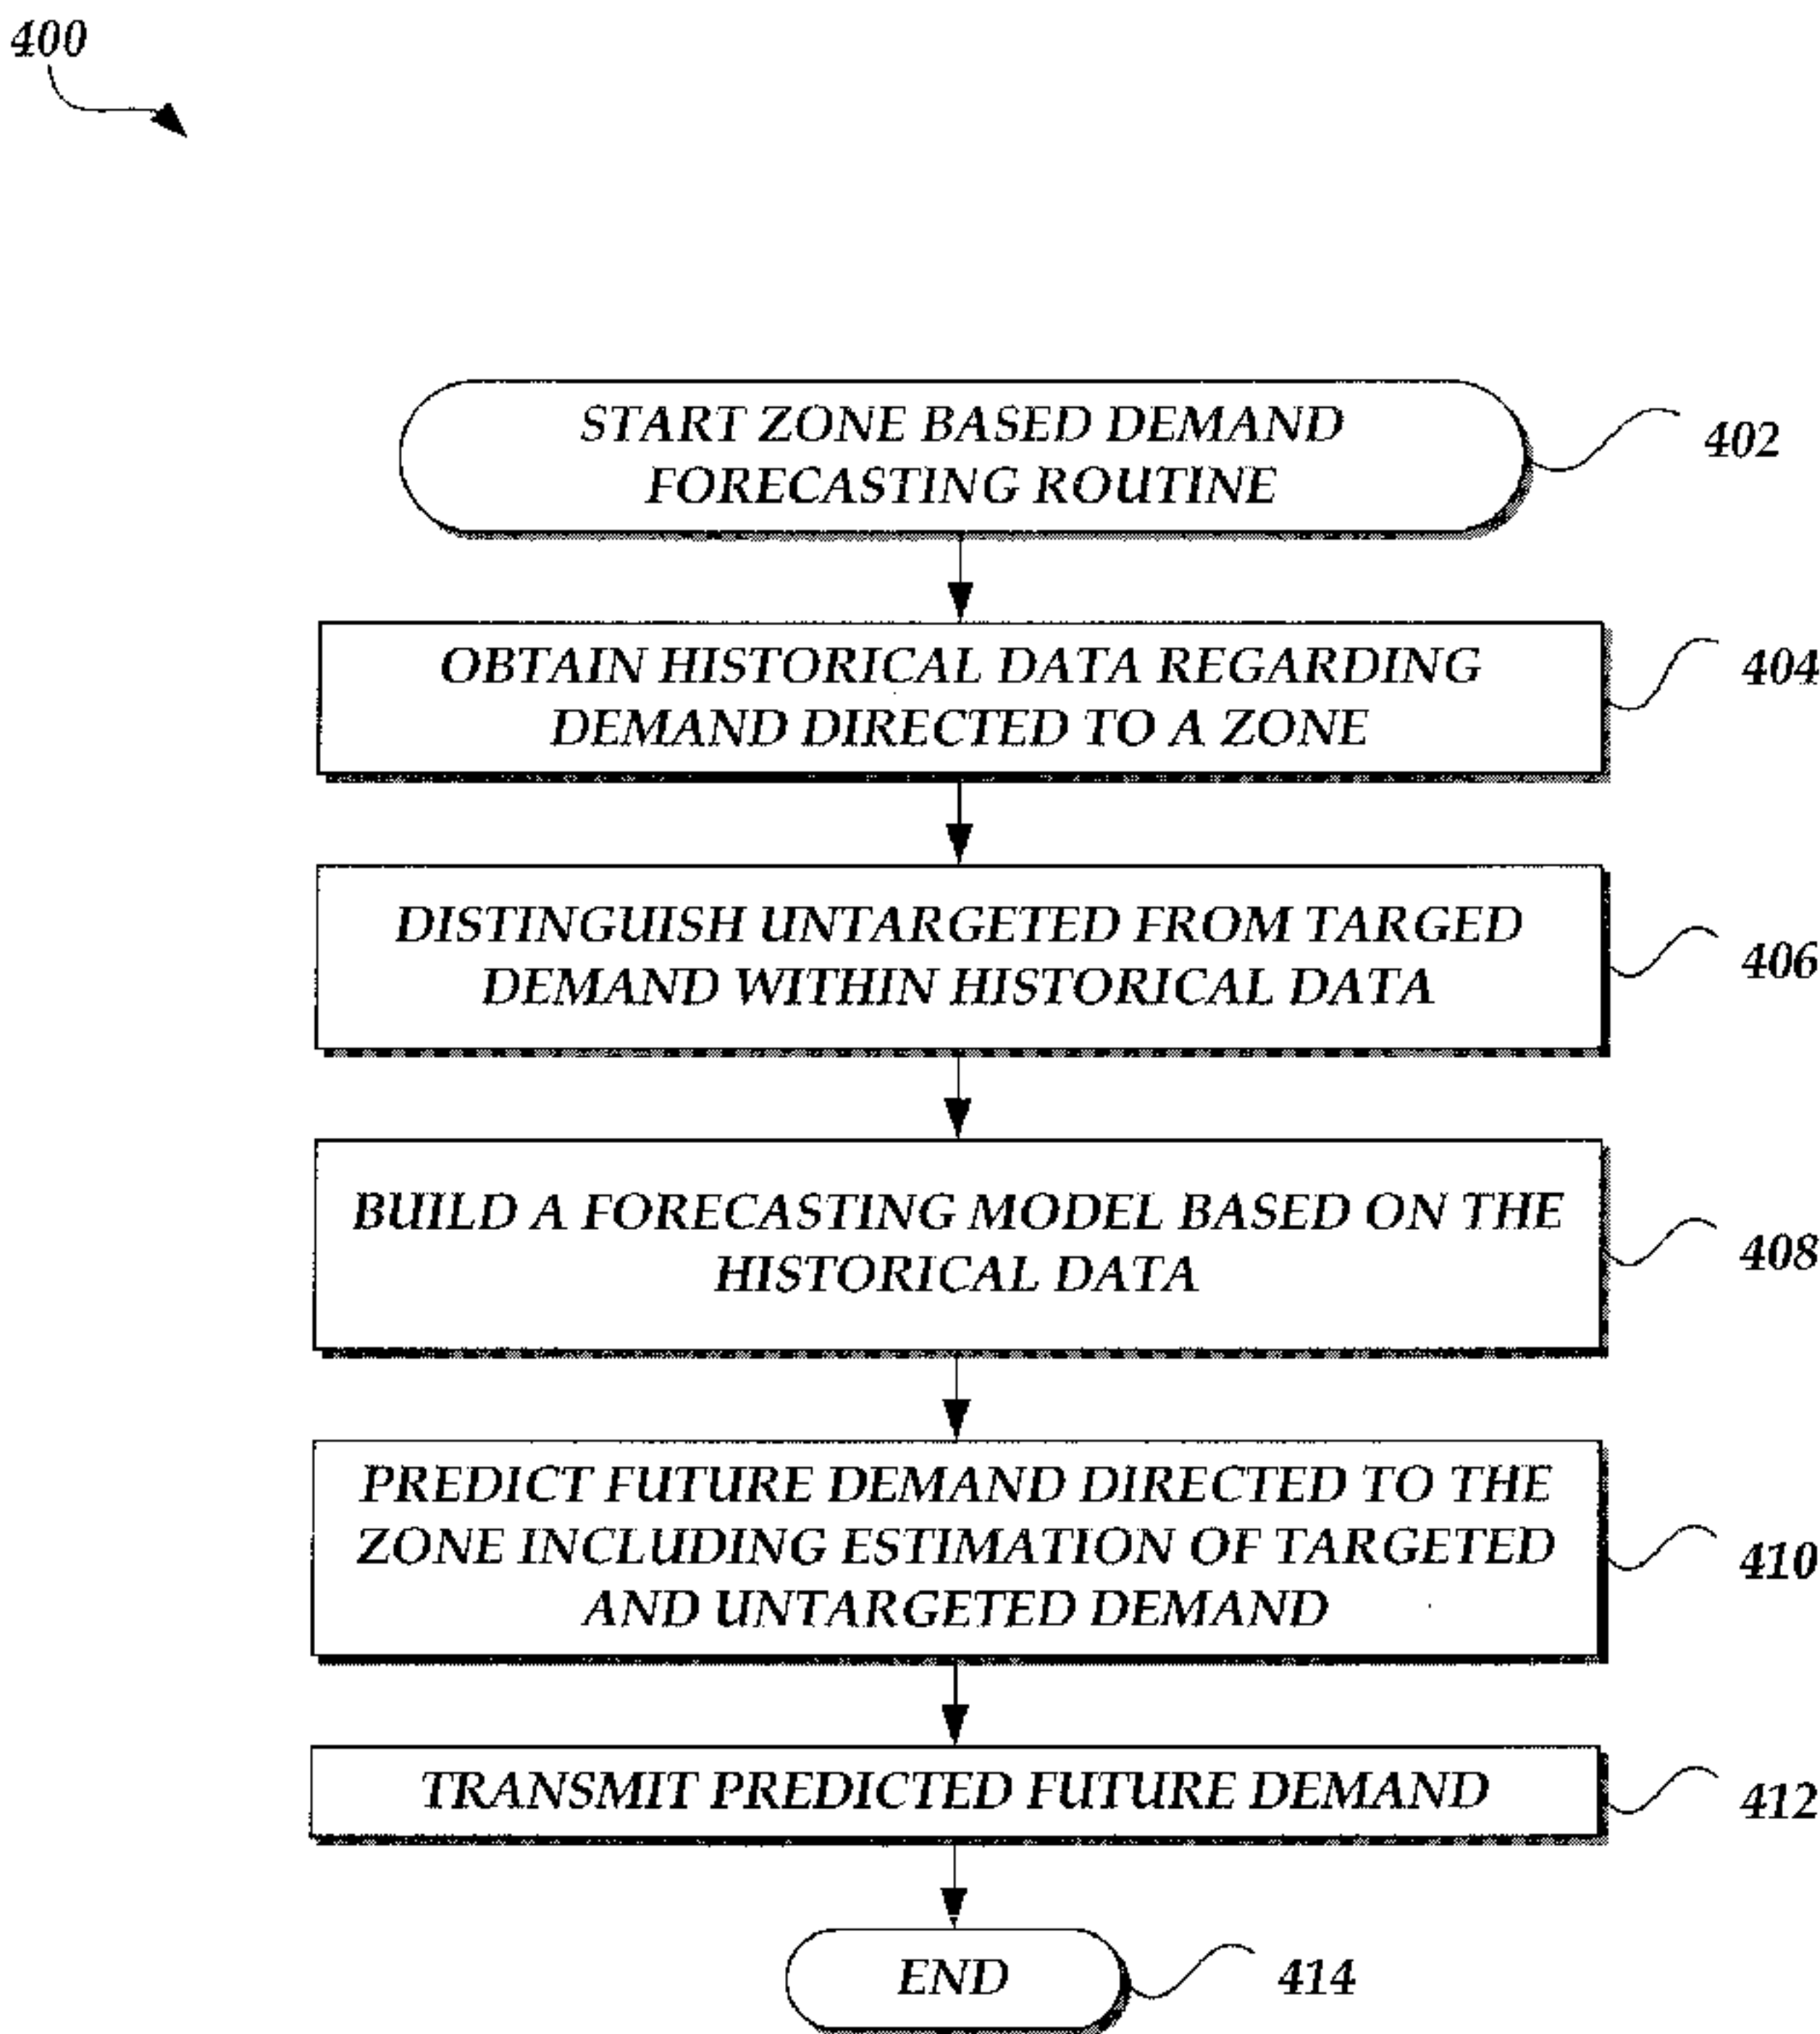 400
START ZONE BASED DEMAND
FORECASTING ROUTINE
402
OBTAIN HISTORICAL DATA REGARDING
DEMAND DIRECTED TO A ZONE
404
DISTINGUISH UNTARGETED FROM TARGED
DEMAND WITHIN HISTORICAL DATA
406
BUILD A FORECASTING MODEL BASED ON THE
HISTORICAL DATA
408
PREDICT FUTURE DEMAND DIRECTED TO THE
ZONE INCLUDING ESTIMATION OF TARGETED
AND UNTARGETED DEMAND
410
TRANSMIT PREDICTED FUTURE DEMAND
412
END
414